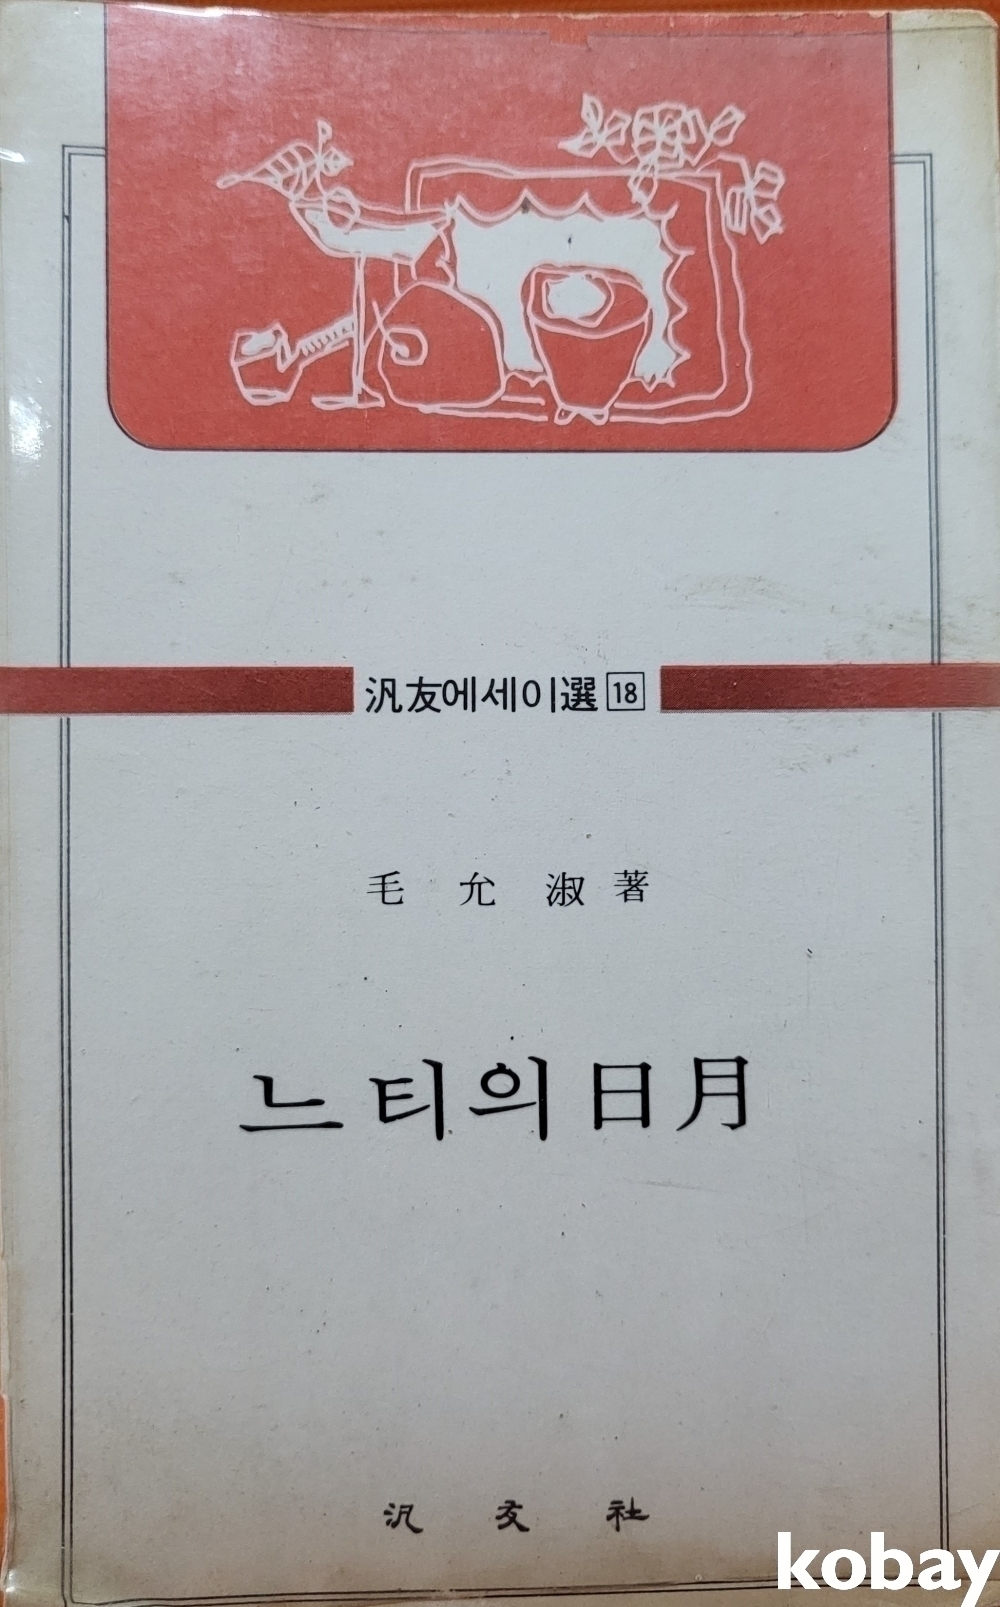 汎友에세이選 18
毛允淑 著
느티의 日月
汎友社
kobay